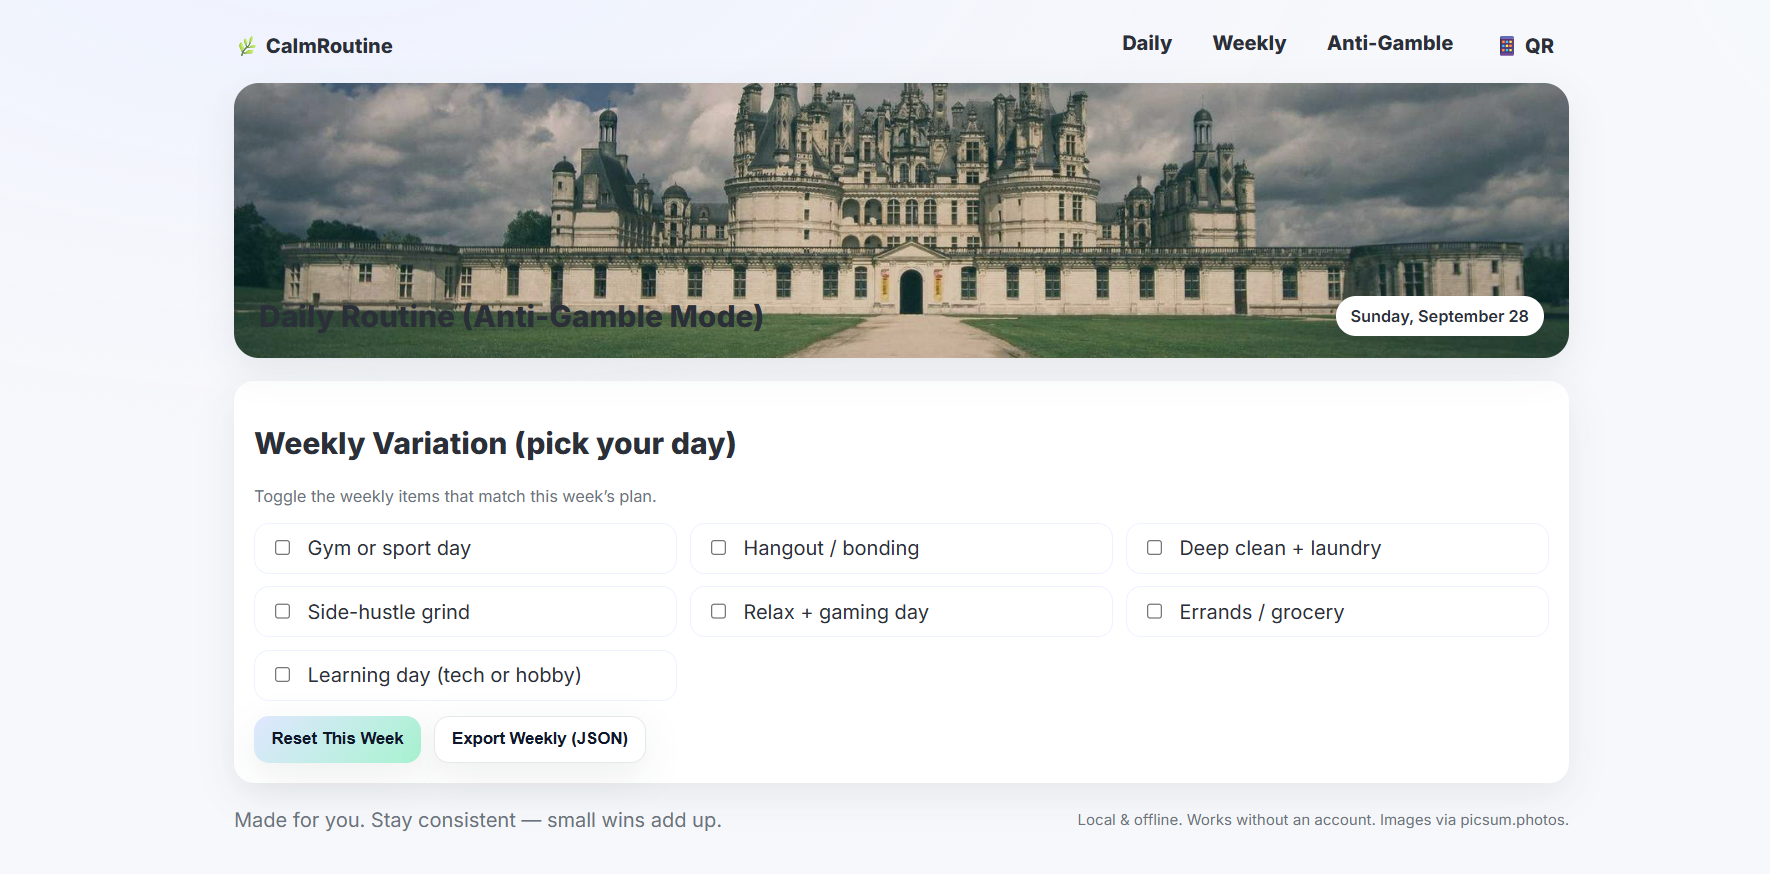 CalmRoutine
Daily Weekly Anti-Gamble QR
Daily Routine (Anti-Gamble Mode)
Sunday, September 28
Weekly Variation (pick your day)
Toggle the weekly items that match this week’s plan.
Gym or sport day
Hangout / bonding
Deep clean + laundry
Side-hustle grind
Relax + gaming day
Errands / grocery
Learning day (tech or hobby)
Reset This Week
Export Weekly (JSON)
Made for you. Stay consistent — small wins add up.
Local & offline. Works without an account. Images via picsum.photos.